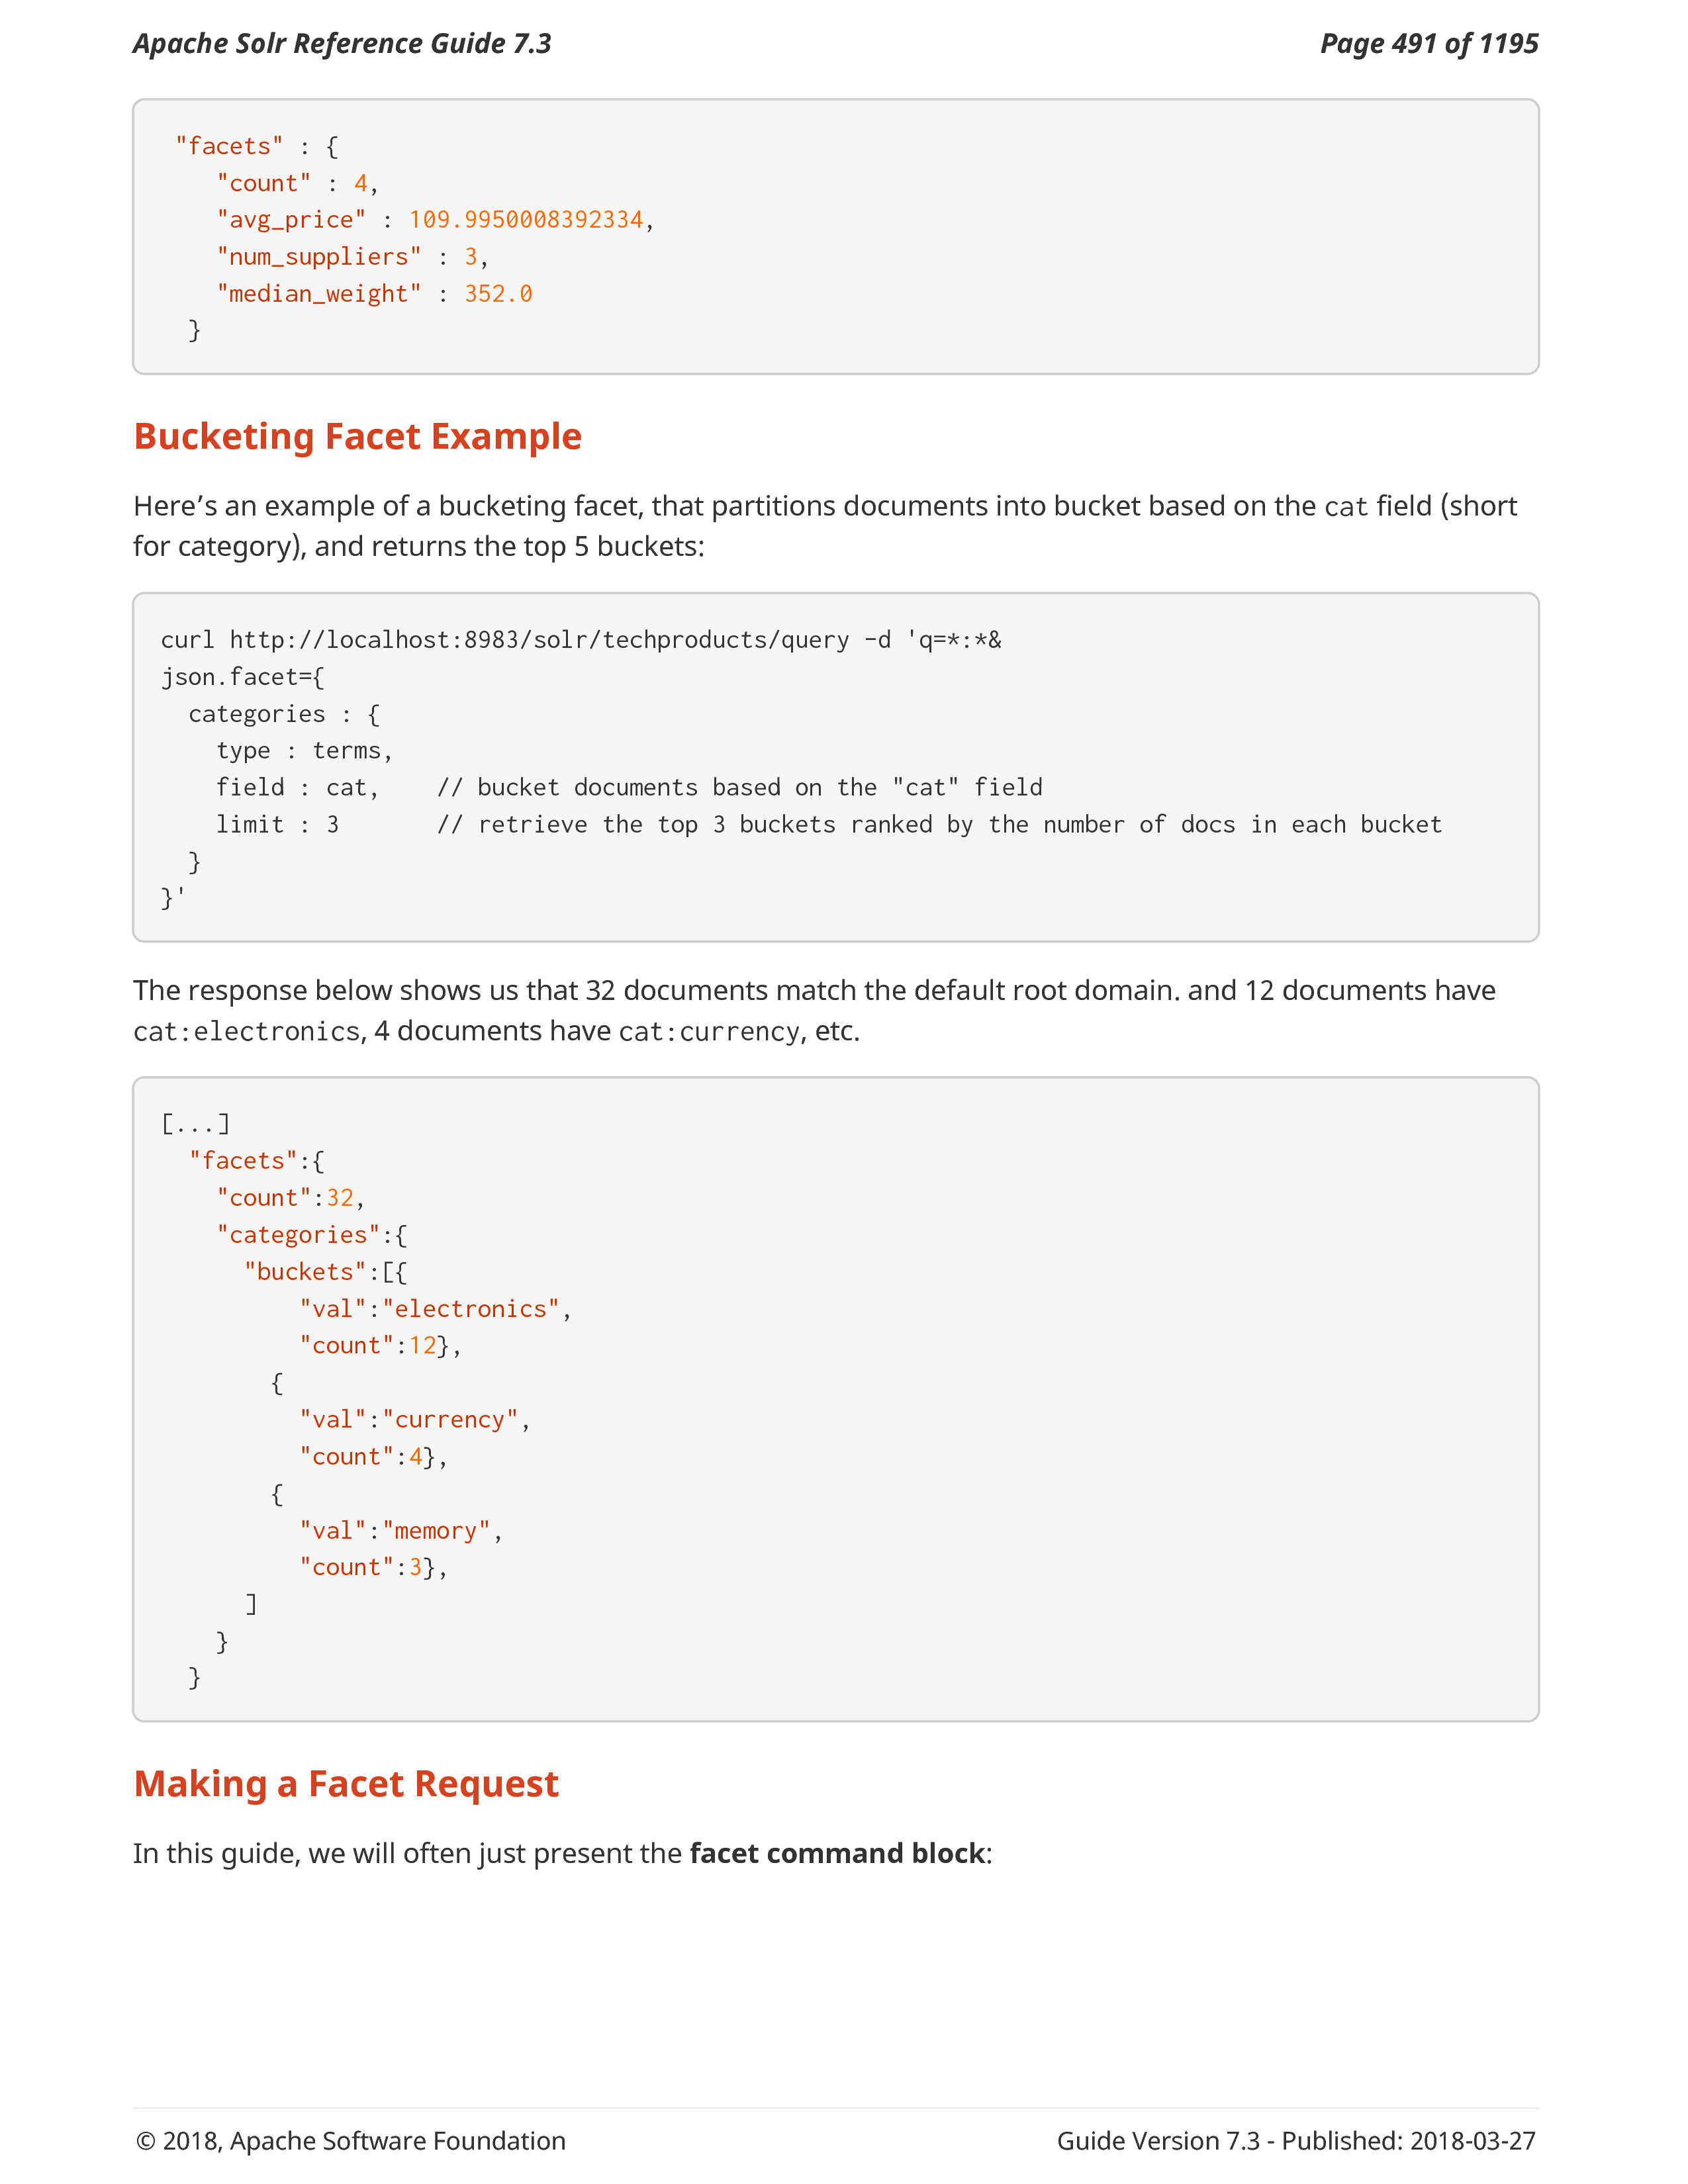 Apache Solr Reference Guide 7.3
Page 491 of 1195
"facets" : {
"count" : 4,
"avg_price" : 109.9950008392334,
"num_suppliers" : 3,
"median_weight" : 352.0
}
Bucketing Facet Example
Here’s an example of a bucketing facet, that partitions documents into bucket based on the cat field (short
for category), and returns the top 5 buckets:
curl http://localhost:8983/solr/techproducts/query -d 'q=*:*&
json.facet={
categories : {
type : terms,
field : cat,    // bucket documents based on the "cat" field
limit : 3       // retrieve the top 3 buckets ranked by the number of docs in each bucket
}
}'
The response below shows us that 32 documents match the default root domain. and 12 documents have
cat:electronics, 4 documents have cat:currency, etc.
[...]
"facets":{
"count":32,
"categories":{
"buckets":[{
"val":"electronics",
"count":12},
{
"val":"currency",
"count":4},
{
"val":"memory",
"count":3},
]
}
}
Making a Facet Request
In this guide, we will often just present the facet command block:
© 2018, Apache Software Foundation
Guide Version 7.3 - Published: 2018-03-27